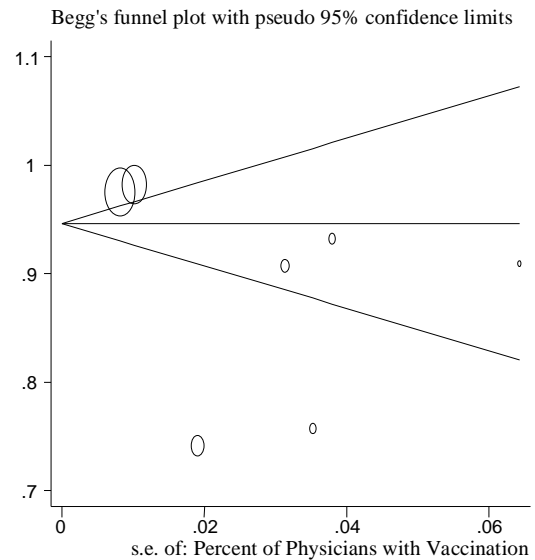 Begg's funnel plot with pseudo 95% confidence limits
1.1
1
.9
.8
.7
0 .02 .04 .06
s.e. of: Percent of Physicians with Vaccination